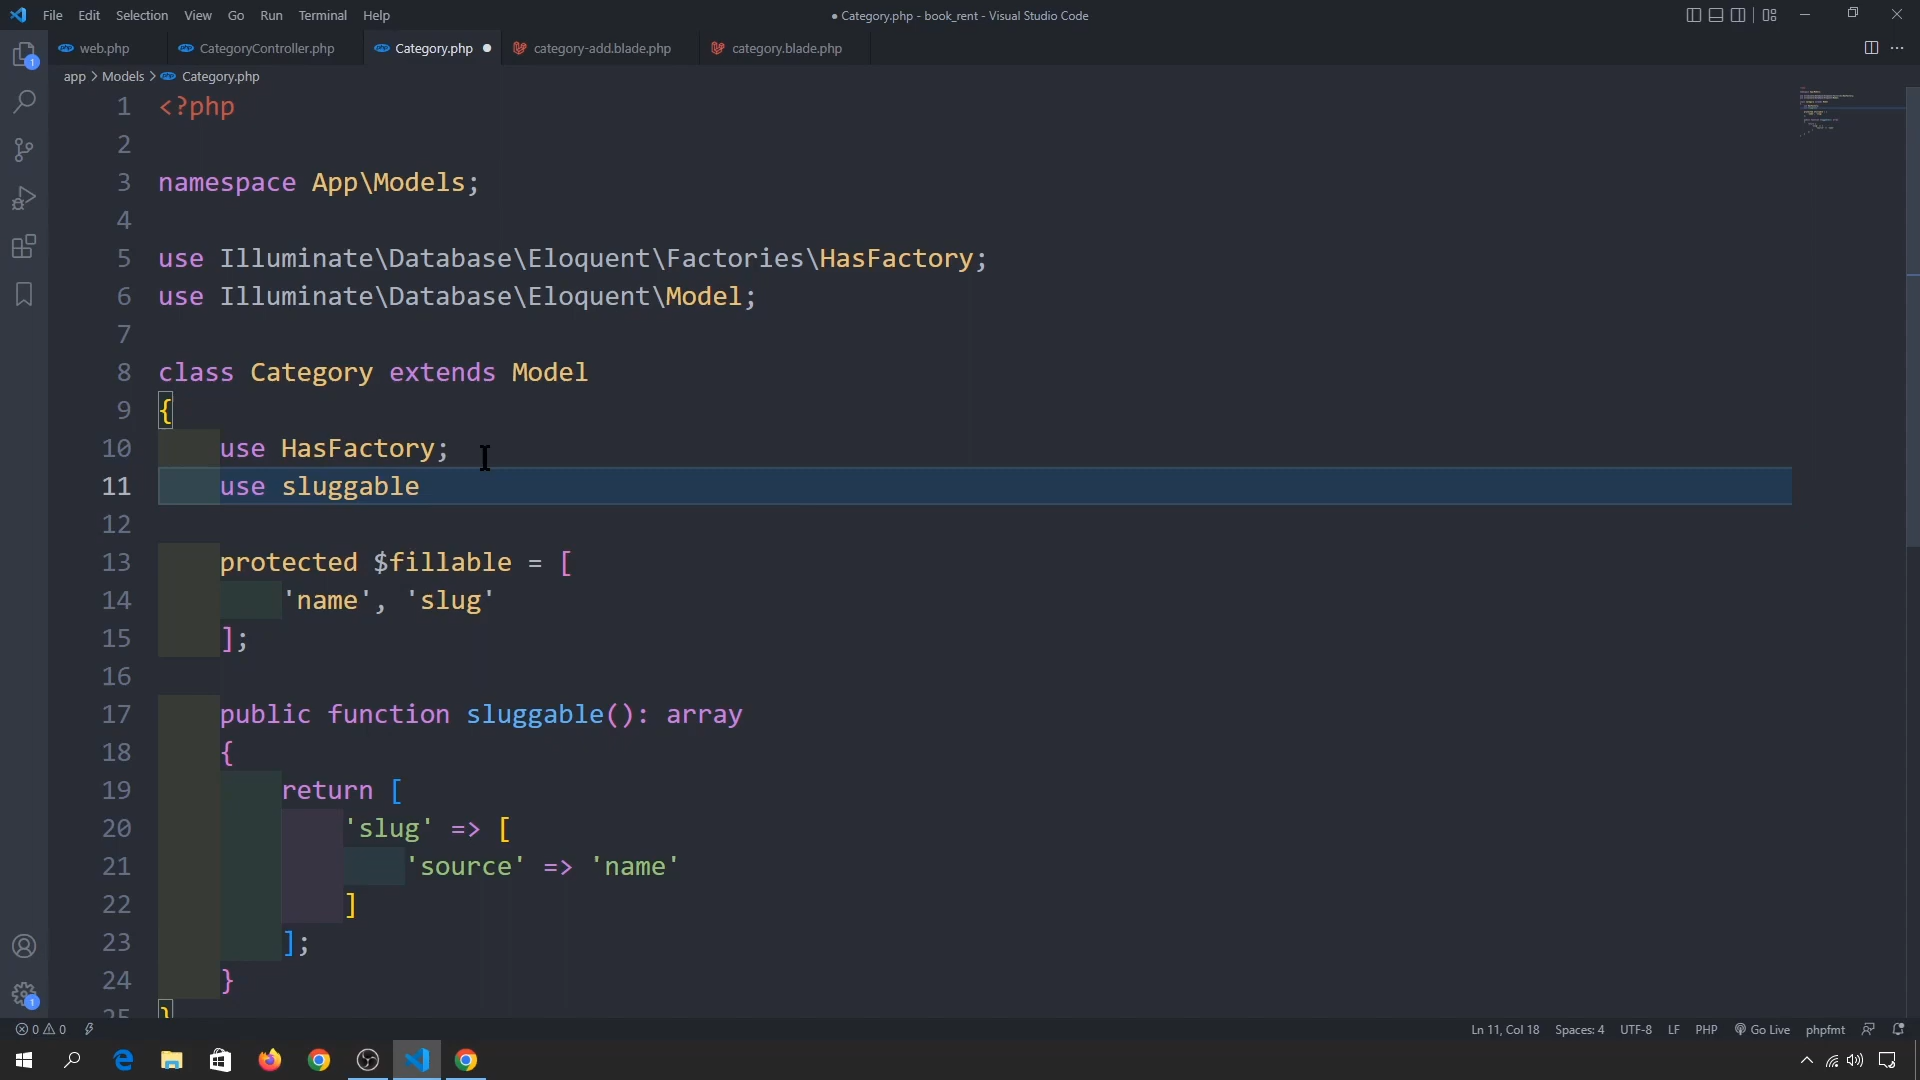 File Edit Selection View Go Run Terminal Help
● Category.php - book_rent - Visual Studio Code
web.php CategoryController.php Category.php category-add.blade.php category.blade.php
app > Models > Category.php
1 <?php
2
3 namespace App\Models;
4
5 use Illuminate\Database\Eloquent\Factories\HasFactory;
6 use Illuminate\Database\Eloquent\Model;
7
8 class Category extends Model
9 {
10 use HasFactory;
11 use sluggable
12
13 protected $fillable = [
14 'name', 'slug'
15 ];
16
17 public function sluggable(): array
18 {
19 return [
20 'slug' => [
21 'source' => 'name'
22 ]
23 ];
24 }
25 }
0 0 Ln 11, Col 18 Spaces: 4 UTF-8 LF PHP Go Live phpfmt